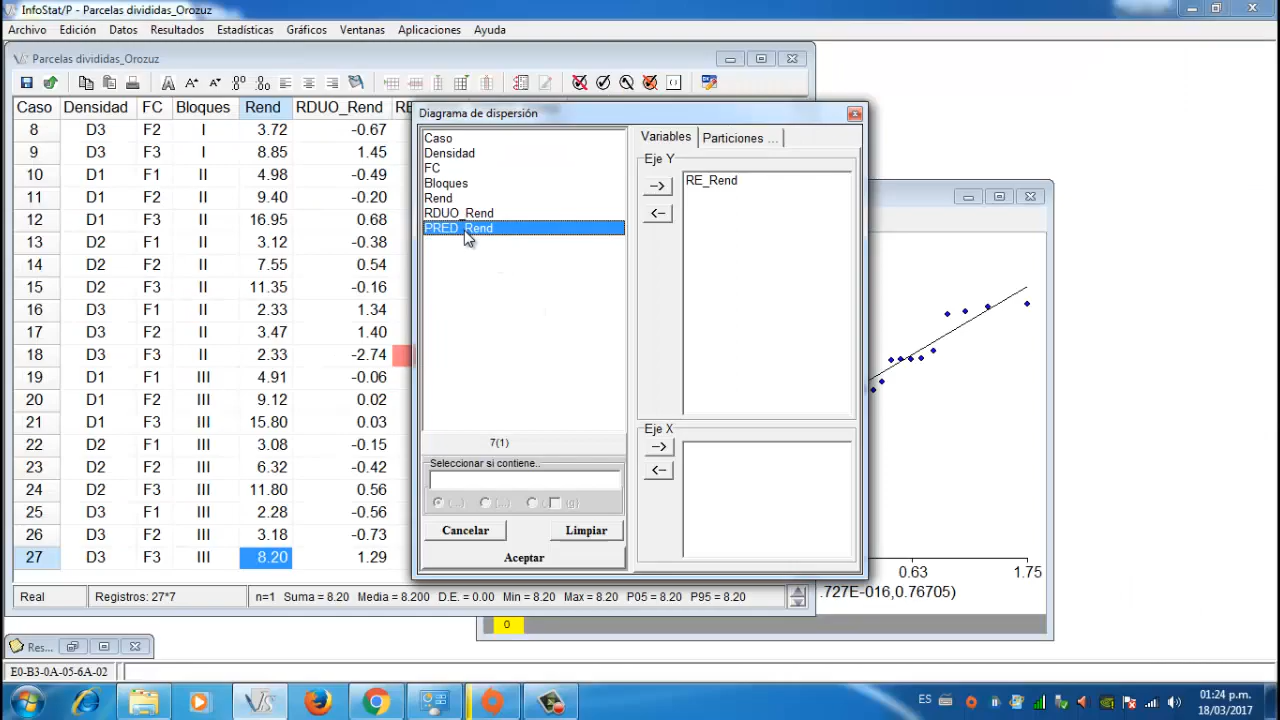 InfoStat/P - Parcelas divididas_Orozuz
Archivo Edición Datos Resultados Estadísticas Gráficos Ventanas Aplicaciones Ayuda
Parcelas divididas_Orozuz
Caso Densidad FC Bloques Rend RDUO_Rend RE
8 D3 F2 I 3.72 -0.67
9 D3 F3 I 8.85 1.45
10 D1 F1 II 4.98 -0.49
11 D1 F2 II 9.40 -0.20
12 D1 F3 II 16.95 0.68
13 D2 F1 II 3.12 -0.38
14 D2 F2 II 7.55 0.54
15 D2 F3 II 11.35 -0.16
16 D3 F1 II 2.33 1.34
17 D3 F2 II 3.47 1.40
18 D3 F3 II 2.33 -2.74
19 D1 F1 III 4.91 -0.06
20 D1 F2 III 9.12 0.02
21 D1 F3 III 15.80 0.03
22 D2 F1 III 3.08 -0.15
23 D2 F2 III 6.32 -0.42
24 D2 F3 III 11.80 0.56
25 D3 F1 III 2.28 -0.56
26 D3 F2 III 3.18 -0.73
27 D3 F3 III 8.20 1.29
Real Registros: 27*7 n=1 Suma = 8.20 Media = 8.200 D.E. = 0.00 Min = 8.20 Max = 8.20 P05 = 8.20 P95 = 8.20
Diagrama de dispersión
Caso
Densidad
FC
Bloques
Rend
RDUO_Rend
PRED_Rend
7(1)
Seleccionar si contiene..
Cancelar Limpiar
Aceptar
Variables Particiones ...
Eje Y
RE_Rend
Eje X
0.63 1.75
.727E-016,0.76705)
0
Res...
E0-B3-0A-05-6A-02
ES
01:24 p.m.
18/03/2017